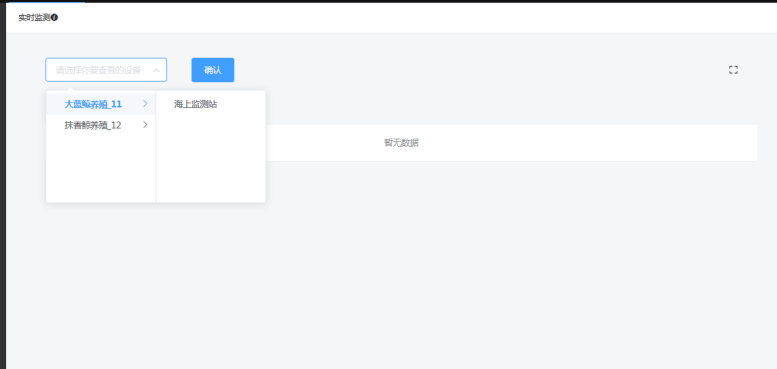 实时监测
请选择你要查看的设备
确认
大蓝鲸养殖_11
海上监测站
抹香鲸养殖_12
暂无数据